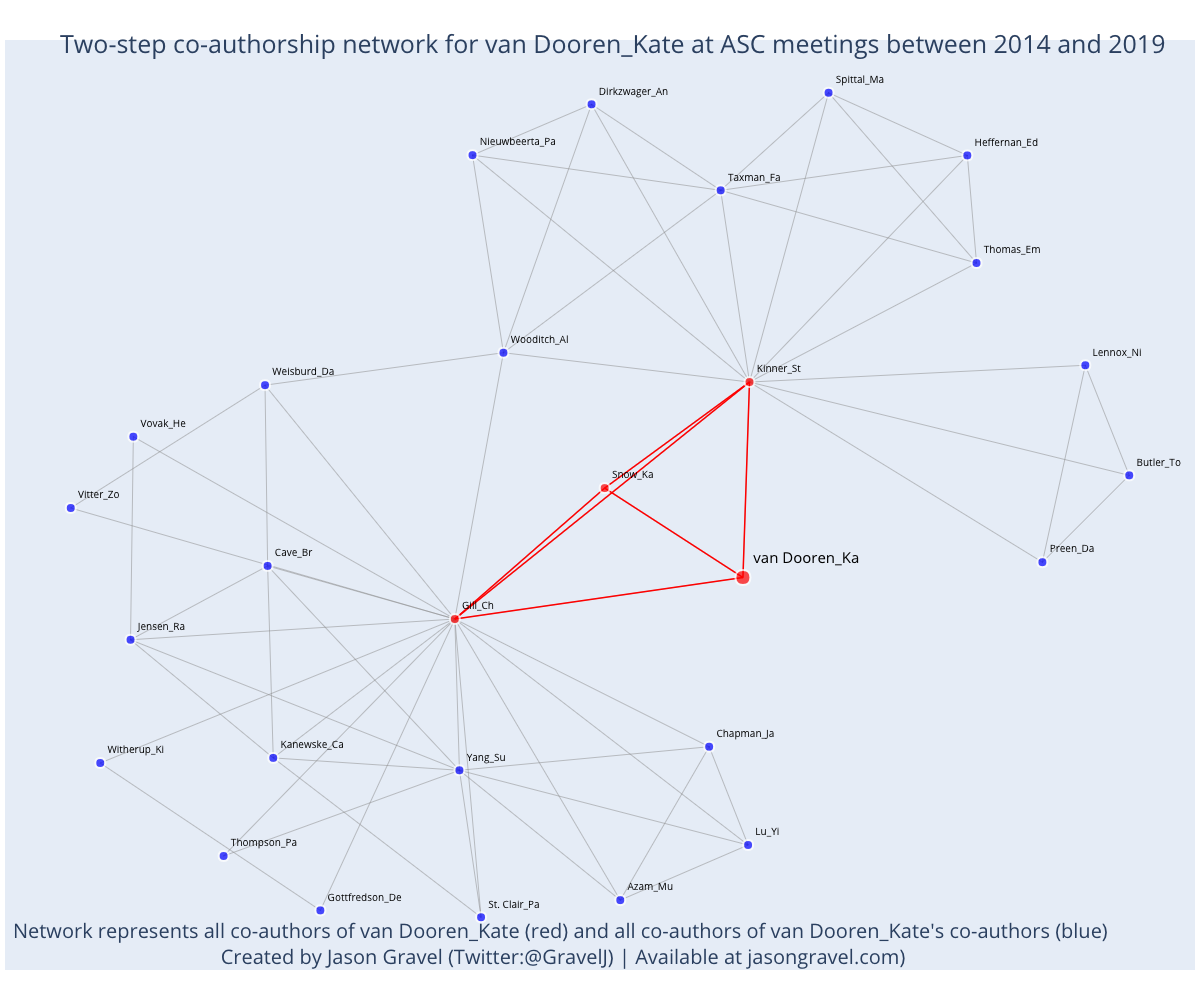 Two-step co-authorship network for van Dooren_Kate at ASC meetings between 2014 and 2019
Spittal_Ma
Dirkzwager_An
Nieuwbeerta_Pa
Heffernan_Ed
Taxman_Fa
Thomas_Em
Wooditch_Al
Lennox_Ni
Weisburd_Da
Kinner_St
Vovak_He
Butler_To
Snow_Ka
Vitter_Zo
Cave_Br
Preen_Da
van Dooren_Ka
Gill_Ch
Jensen_Ra
Chapman_Ja
Witherup_Ki
Kanewske_Ca
Yang_Su
Lu_Yi
Thompson_Pa
Azam_Mu
Gottfredson_De
St. Clair_Pa
Network represents all co-authors of van Dooren_Kate (red) and all co-authors of van Dooren_Kate's co-authors (blue)
Created by Jason Gravel (Twitter:@GravelJ) | Available at jasongravel.com)